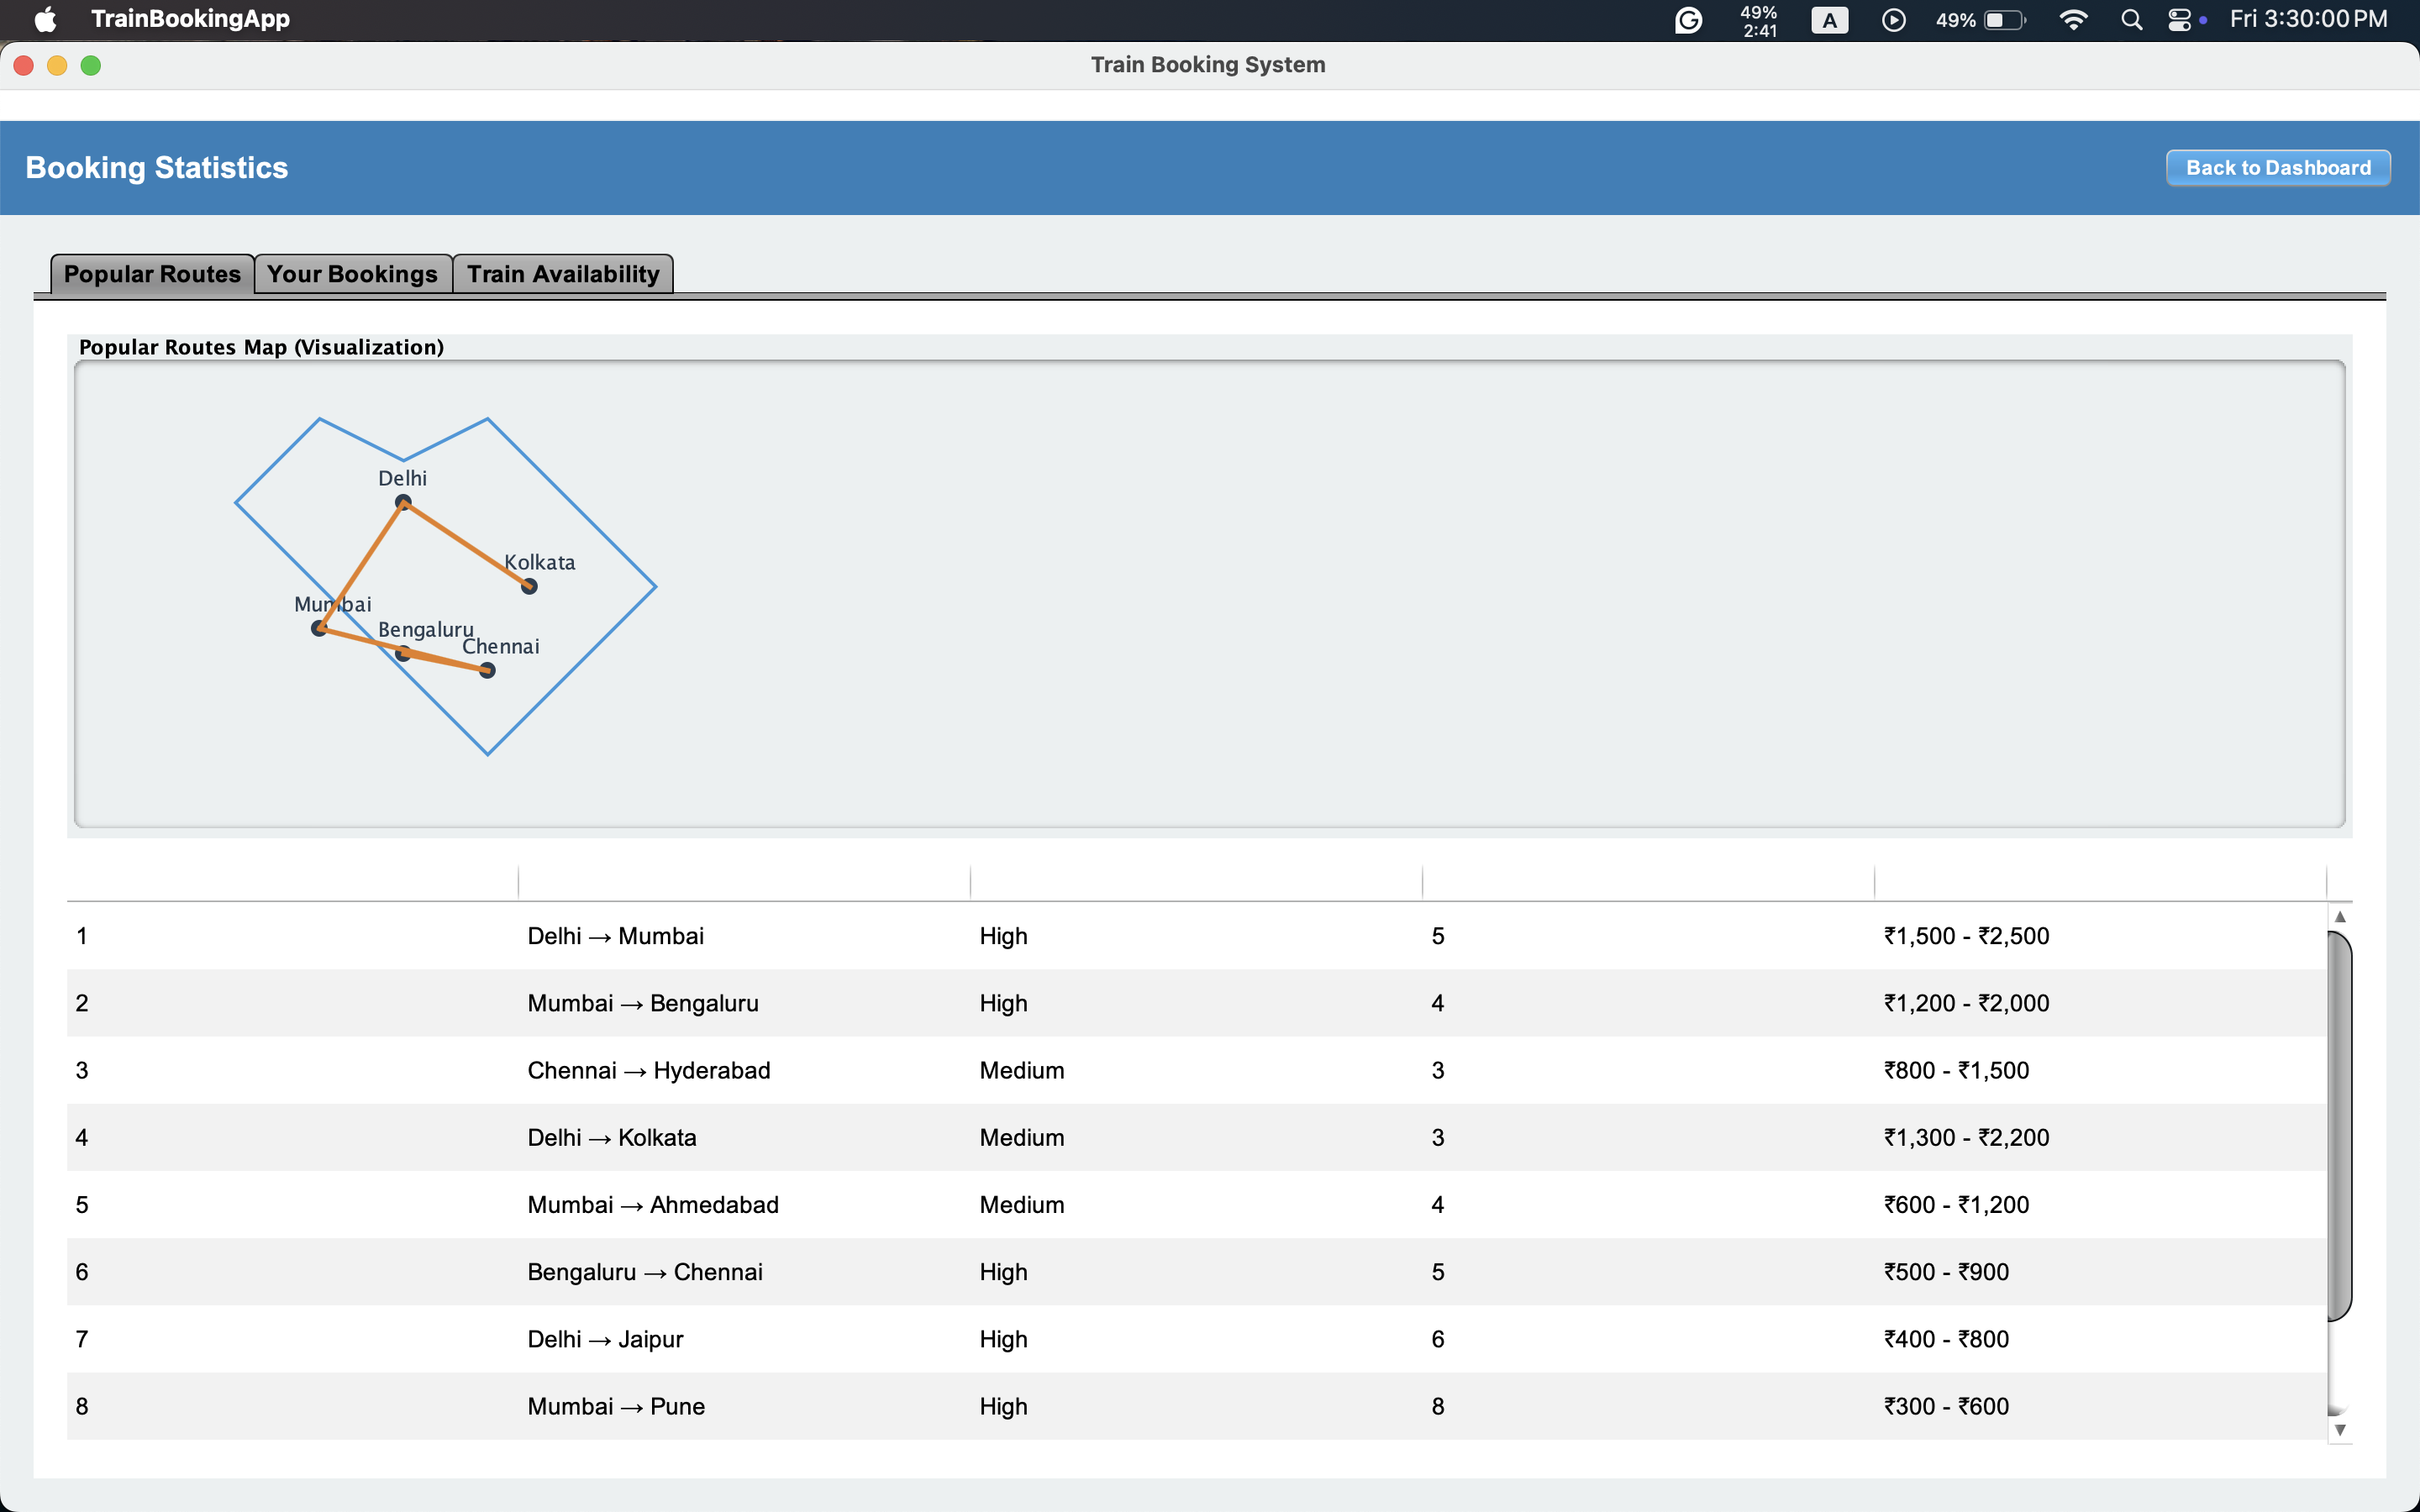 TrainBookingApp
49%
2:41
A
49%
Fri 3:30:00 PM
Train Booking System
Booking Statistics
Back to Dashboard
Popular Routes Your Bookings Train Availability
Popular Routes Map (Visualization)
Delhi
Kolkata
Mumbai
Bengaluru
Chennai
1 Delhi → Mumbai High 5 ₹1,500 - ₹2,500
2 Mumbai → Bengaluru High 4 ₹1,200 - ₹2,000
3 Chennai → Hyderabad Medium 3 ₹800 - ₹1,500
4 Delhi → Kolkata Medium 3 ₹1,300 - ₹2,200
5 Mumbai → Ahmedabad Medium 4 ₹600 - ₹1,200
6 Bengaluru → Chennai High 5 ₹500 - ₹900
7 Delhi → Jaipur High 6 ₹400 - ₹800
8 Mumbai → Pune High 8 ₹300 - ₹600